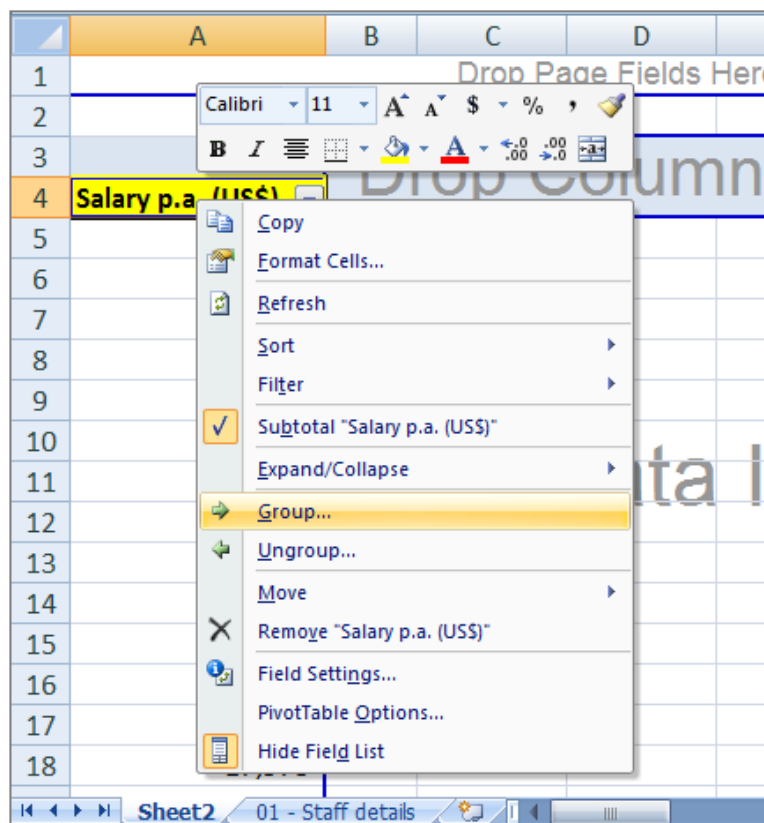 A B C D
1 Drop Page Fields Here
Calibri 11 A A $ % ,
2
B I A .00 .00 a
3 Drop Column
4 Salary p.a. (US$)
Copy
5
Format Cells...
6
Refresh
7
Sort
8
Filter
9
Subtotal "Salary p.a. (US$)"
10
Expand/Collapse
11
Group...
12
Ungroup...
13
Move
14
Remove "Salary p.a. (US$)"
15
Field Settings...
16
PivotTable Options...
17
Hide Field List
18
Sheet2 01 - Staff details